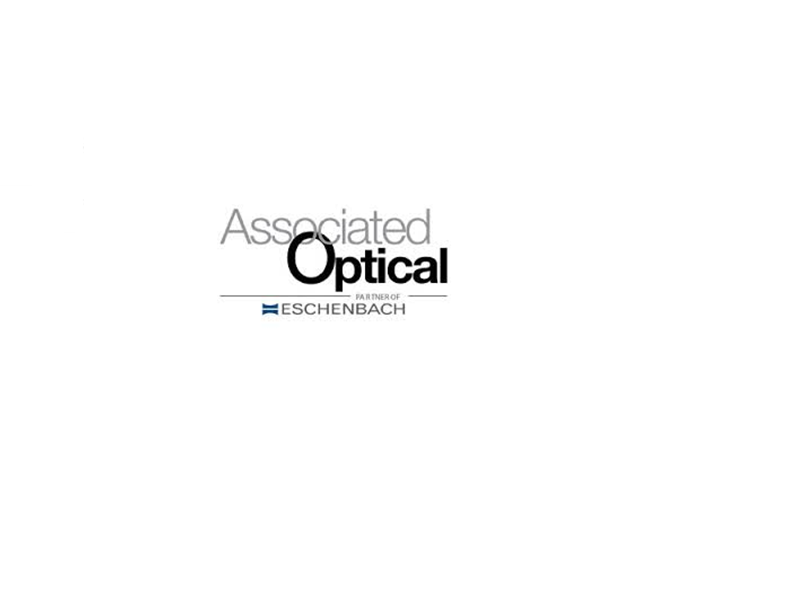 Associated
Optical
PARTNER OF
ESCHENBACH